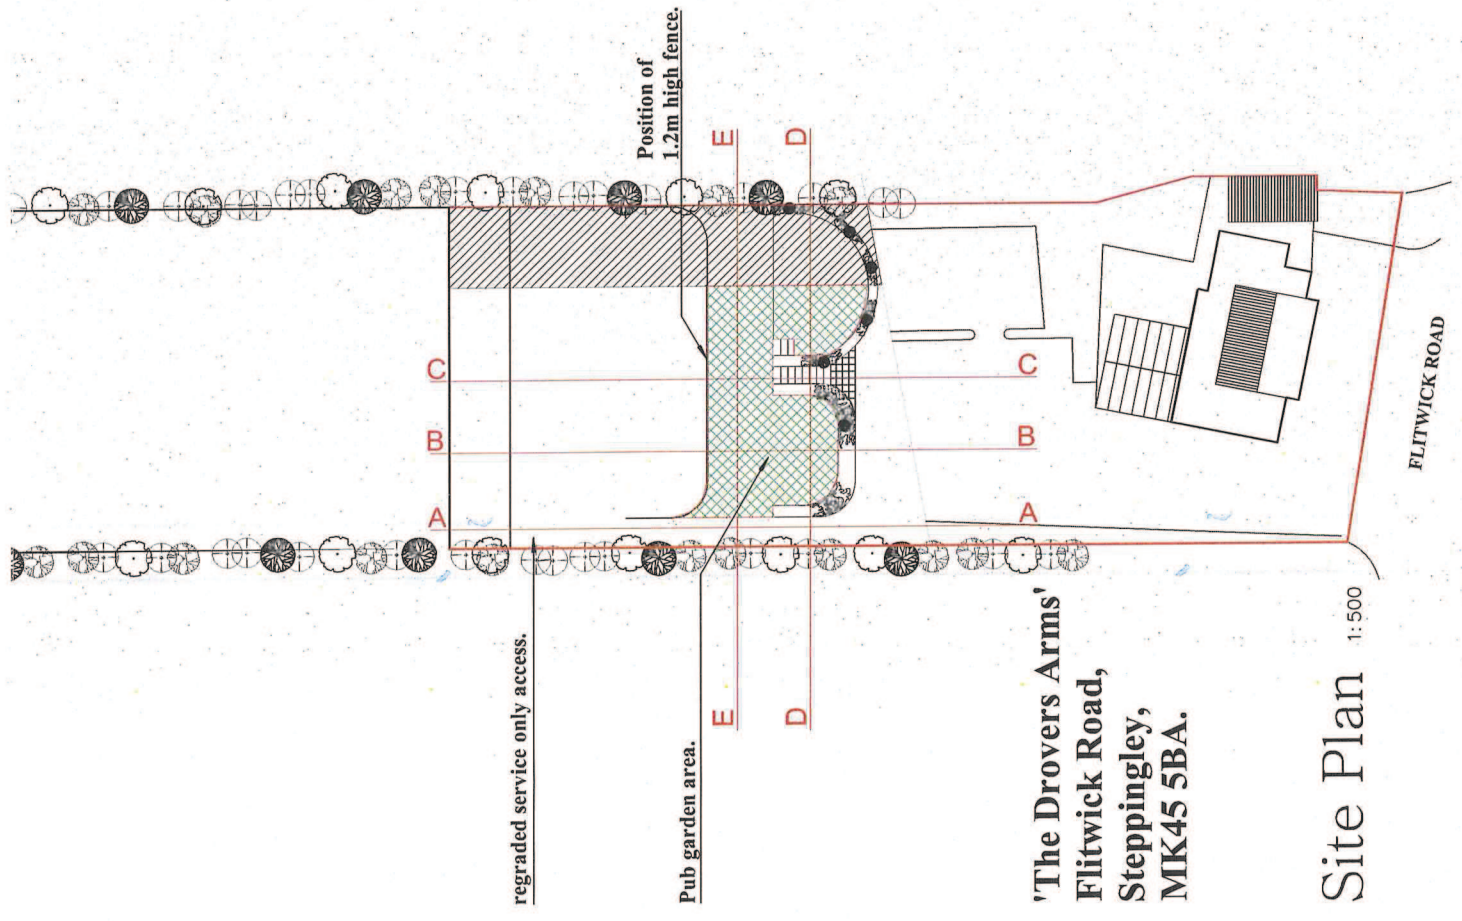 Position of
1.2m high fence.
E
D
C
C
B
B
A
A
E
D
regraded service only access.
Pub garden area.
FLITWICK ROAD
'The Drovers Arms'
Flitwick Road,
Steppingley,
MK45 5BA.
Site Plan 1:500